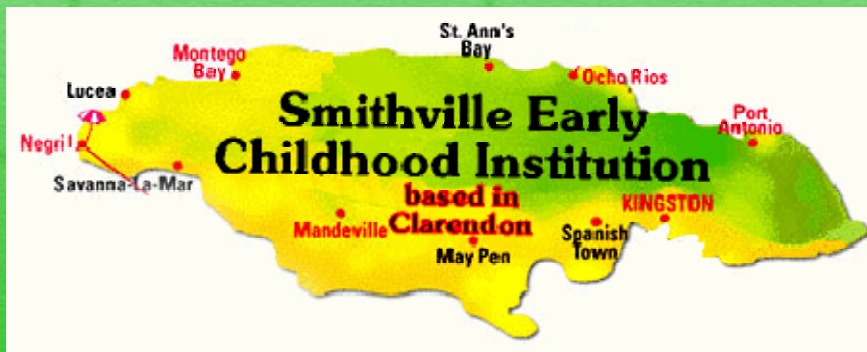 St. Ann's
Bay
Montego
Bay
Ocho Rios
Lucea
Smithville Early
Childhood Institution
Port
Antonio
Negril
Savanna-La-Mar
based in
Clarendon
KINGSTON
Mandeville
Spanish
Town
May Pen